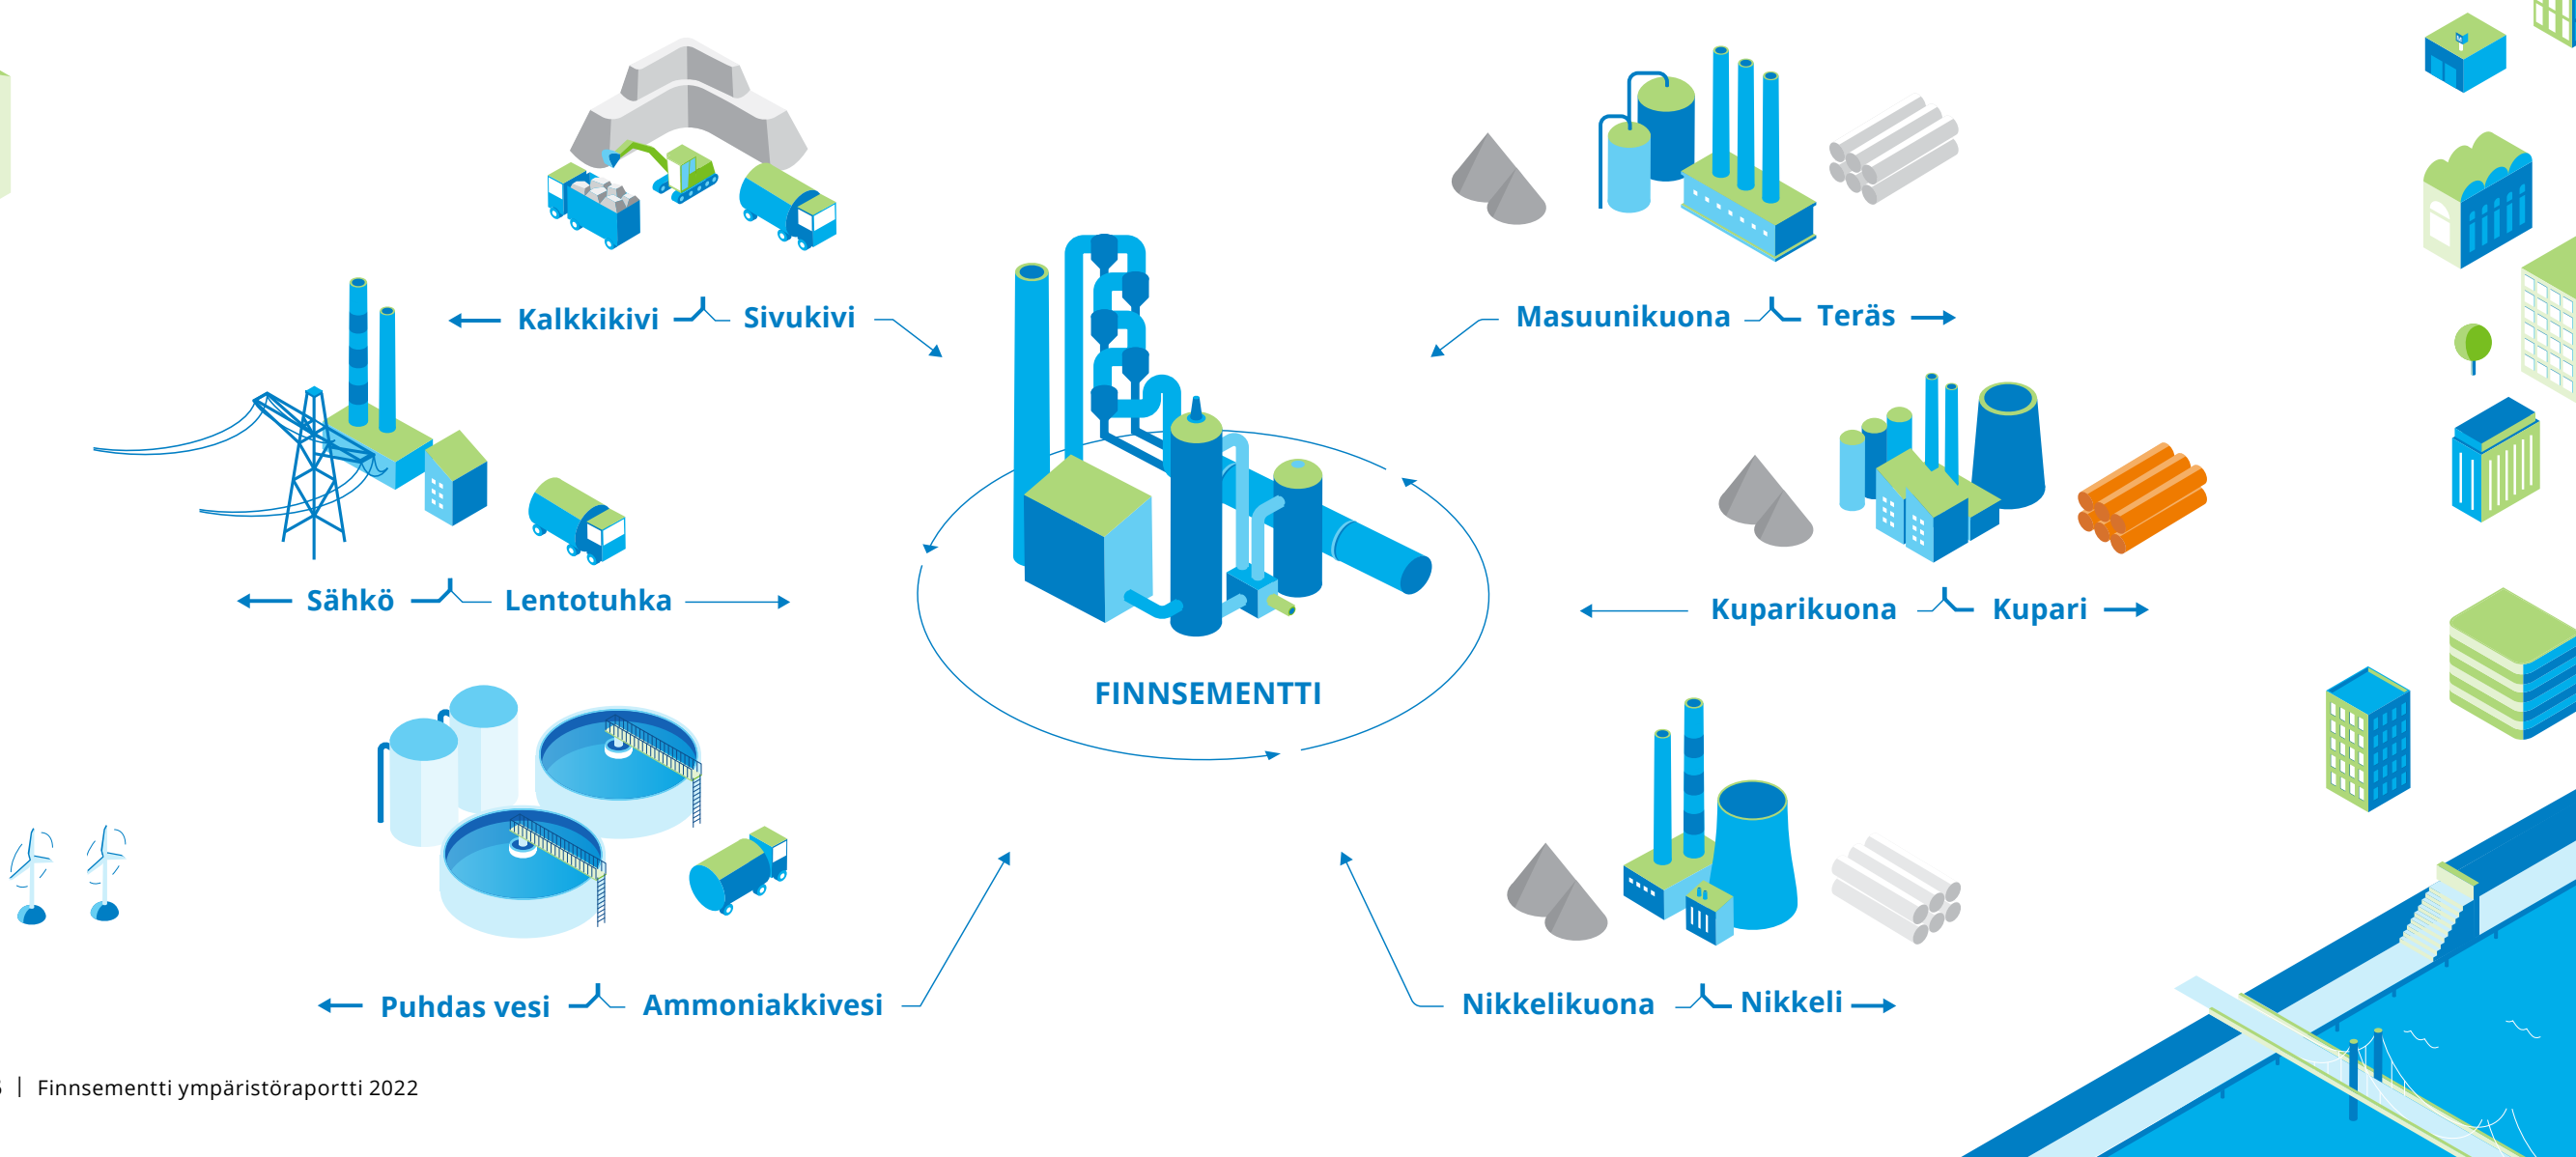 Kalkkikivi Sivukivi
Masuunikuona Teräs
Sähkö Lentotuhka
Kuparikuona Kupari
FINNSEMENTTI
Puhdas vesi Ammoniakkivesi
Nikkelikuona Nikkeli
| Finnsementti ympäristöraportti 2022